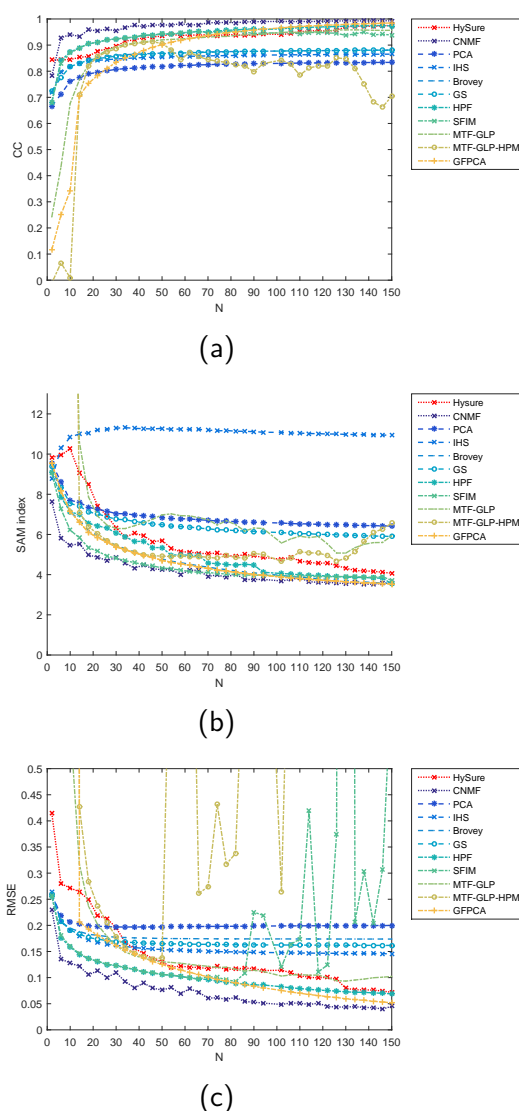 1
0.9
0.8
0.7
0.6
0.5
0.4
0.3
0.2
0.1
0
CC
0 10 20 30 40 50 60 70 80 90 100 110 120 130 140 150
N
HySure
CNMF
PCA
IHS
Brovey
GS
HPF
SFIM
MTF-GLP
MTF-GLP-HPM
GFPCA
(a)
12
10
8
6
4
2
0
SAM index
0 10 20 30 40 50 60 70 80 90 100 110 120 130 140 150
N
Hysure
CNMF
PCA
IHS
Brovey
GS
HPF
SFIM
MTF-GLP
MTF-GLP-HPM
GFPCA
(b)
0.5
0.45
0.4
0.35
0.3
0.25
0.2
0.15
0.1
0.05
0
RMSE
0 10 20 30 40 50 60 70 80 90 100 110 120 130 140 150
N
HySure
CNMF
PCA
IHS
Brovey
GS
HPF
SFIM
MTF-GLP
MTF-GLP-HPM
GFPCA
(c)